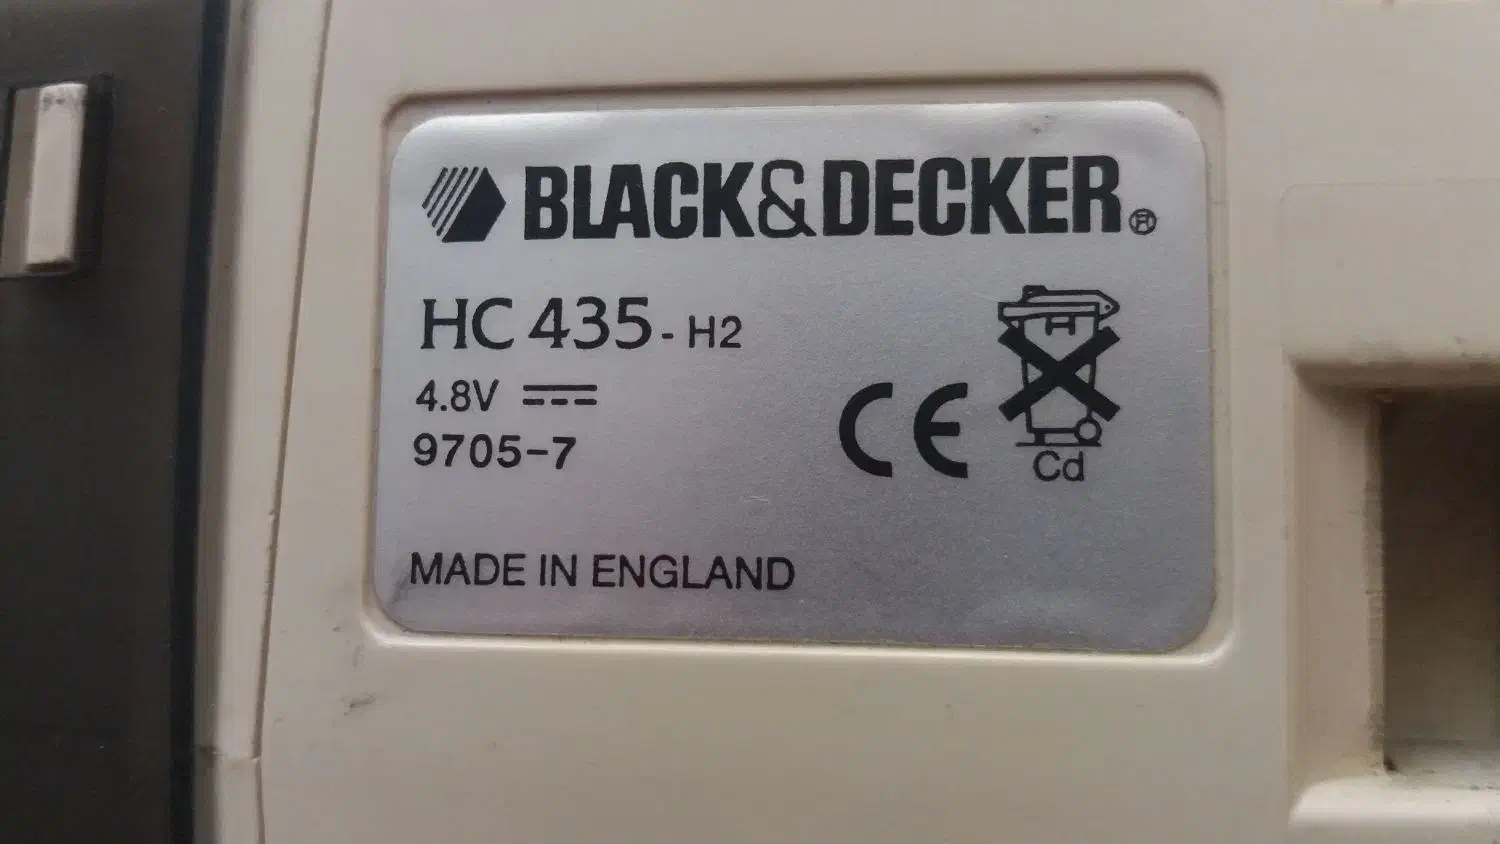 BLACK&DECKER®
HC 435 - H2
4.8V
9705-7
CE
Cd
MADE IN ENGLAND